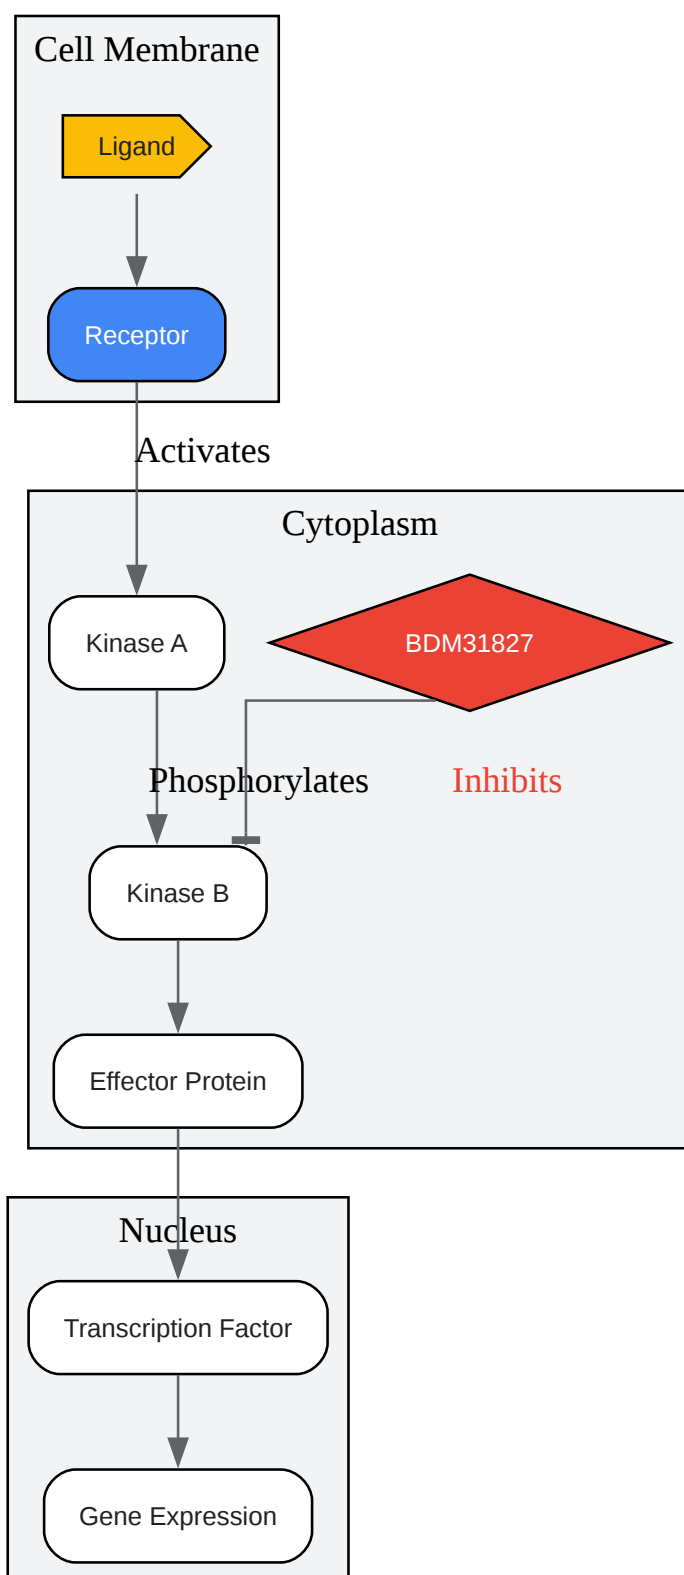 Cell Membrane
Ligand
Receptor
Activates
Cytoplasm
Kinase A
BDM31827
Phosphorylates
Inhibits
Kinase B
Effector Protein
Nucleus
Transcription Factor
Gene Expression